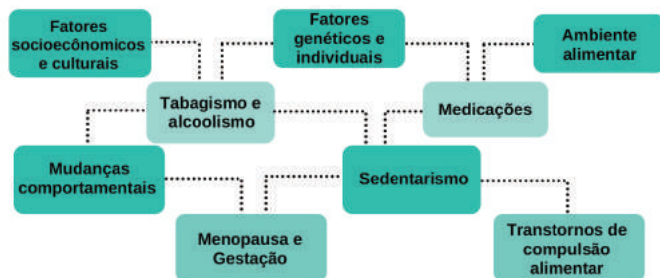 Fatores
socioecônomicos
e culturais
Fatores
genéticos e
individuais
Ambiente
alimentar
Tabagismo e
alcoolismo
Medicações
Mudanças
comportamentais
Sedentarismo
Menopausa e
Gestação
Transtornos de
compulsão
alimentar